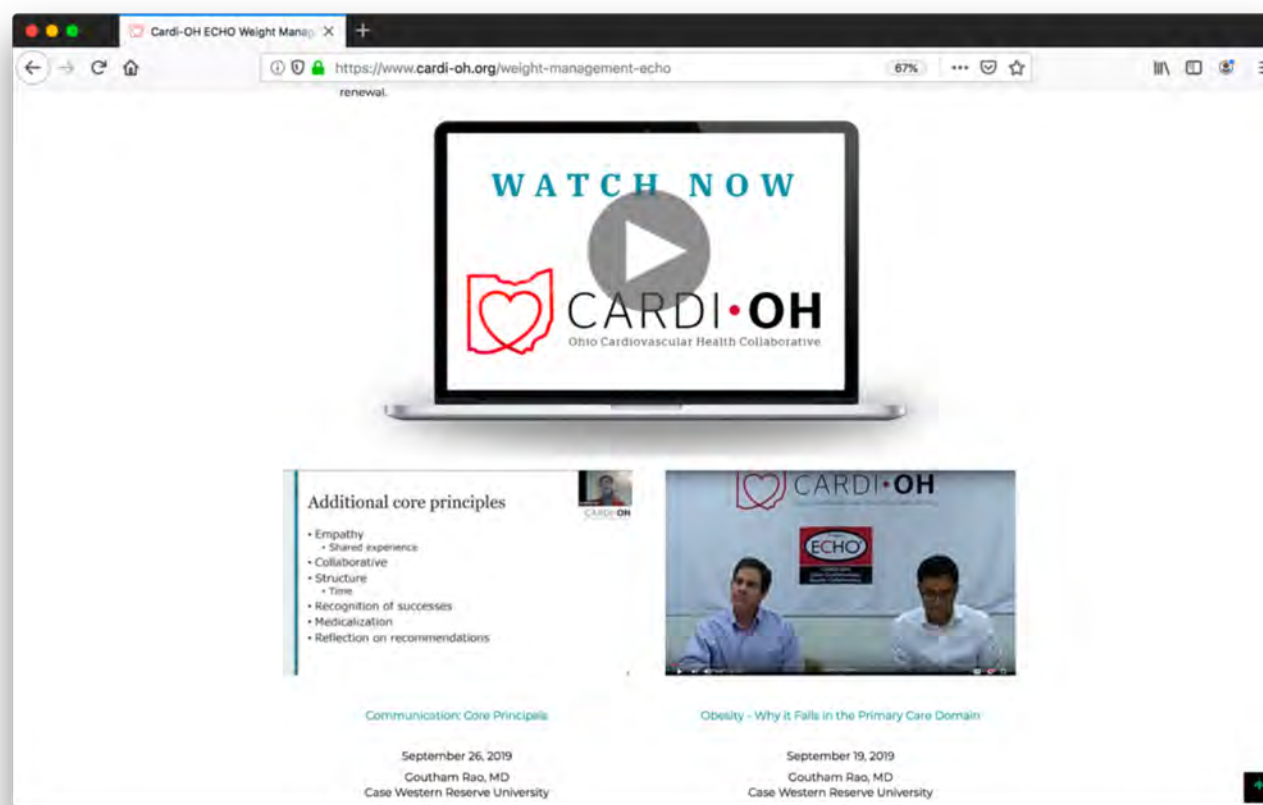 Cardi-OH ECHO Weight Manag
https://www.cardi-oh.org/weight-management-echo
67%
renewal.
WATCH NOW
CARDI•OH
Ohio Cardiovascular Health Collaborative
Additional core principles
CARDI•OH
• Empathy
• Shared experience
• Collaborative
• Structure
• Time
• Recognition of successes
• Medicalization
• Reflection on recommendations
CARDI•OH
ECHO
Communication: Core Principals
September 26, 2019
Goutham Rao, MD
Case Western Reserve University
Obesity - Why it Falls in the Primary Care Domain
September 19, 2019
Goutham Rao, MD
Case Western Reserve University